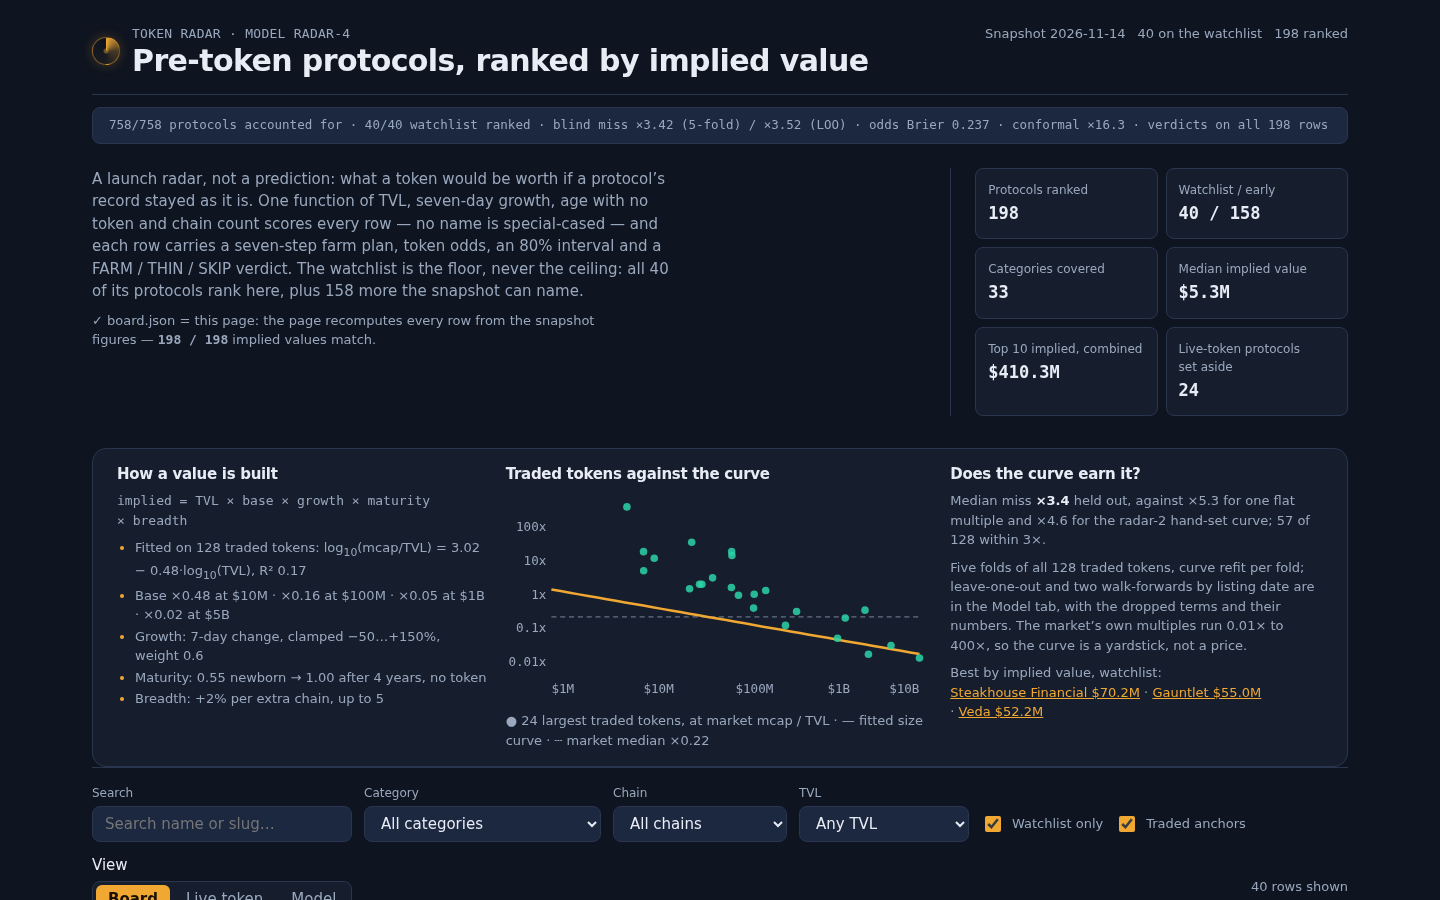 TOKEN RADAR · MODEL RADAR-4
Pre-token protocols, ranked by implied value
Snapshot 2026-11-14 40 on the watchlist 198 ranked
758/758 protocols accounted for · 40/40 watchlist ranked · blind miss ×3.42 (5-fold) / ×3.52 (LOO) · odds Brier 0.237 · conformal ×16.3 · verdicts on all 198 rows
A launch radar, not a prediction: what a token would be worth if a protocol’s
record stayed as it is. One function of TVL, seven-day growth, age with no
token and chain count scores every row — no name is special-cased — and
each row carries a seven-step farm plan, token odds, an 80% interval and a
FARM / THIN / SKIP verdict. The watchlist is the floor, never the ceiling: all 40
of its protocols rank here, plus 158 more the snapshot can name.
✓ board.json = this page: the page recomputes every row from the snapshot
figures — 198 / 198 implied values match.
Protocols ranked
198
Watchlist / early
40 / 158
Categories covered
33
Median implied value
$5.3M
Top 10 implied, combined
$410.3M
Live-token protocols
set aside
24
How a value is built
implied = TVL × base × growth × maturity
× breadth
• Fitted on 128 traded tokens: log10(mcap/TVL) = 3.02
− 0.48·log10(TVL), R² 0.17
• Base ×0.48 at $10M · ×0.16 at $100M · ×0.05 at $1B
· ×0.02 at $5B
• Growth: 7-day change, clamped −50…+150%,
weight 0.6
• Maturity: 0.55 newborn → 1.00 after 4 years, no token
• Breadth: +2% per extra chain, up to 5
Traded tokens against the curve
100x
10x
1x
0.1x
0.01x
$1M $10M $100M $1B $10B
● 24 largest traded tokens, at market mcap / TVL · — fitted size
curve · ┄ market median ×0.22
Does the curve earn it?
Median miss ×3.4 held out, against ×5.3 for one flat
multiple and ×4.6 for the radar-2 hand-set curve; 57 of
128 within 3×.
Five folds of all 128 traded tokens, curve refit per fold;
leave-one-out and two walk-forwards by listing date are
in the Model tab, with the dropped terms and their
numbers. The market’s own multiples run 0.01× to
400×, so the curve is a yardstick, not a price.
Best by implied value, watchlist:
Steakhouse Financial $70.2M · Gauntlet $55.0M
· Veda $52.2M
Search
Category
Chain
TVL
Search name or slug…
All categories
All chains
Any TVL
Watchlist only
Traded anchors
View
Board Live token Model
40 rows shown